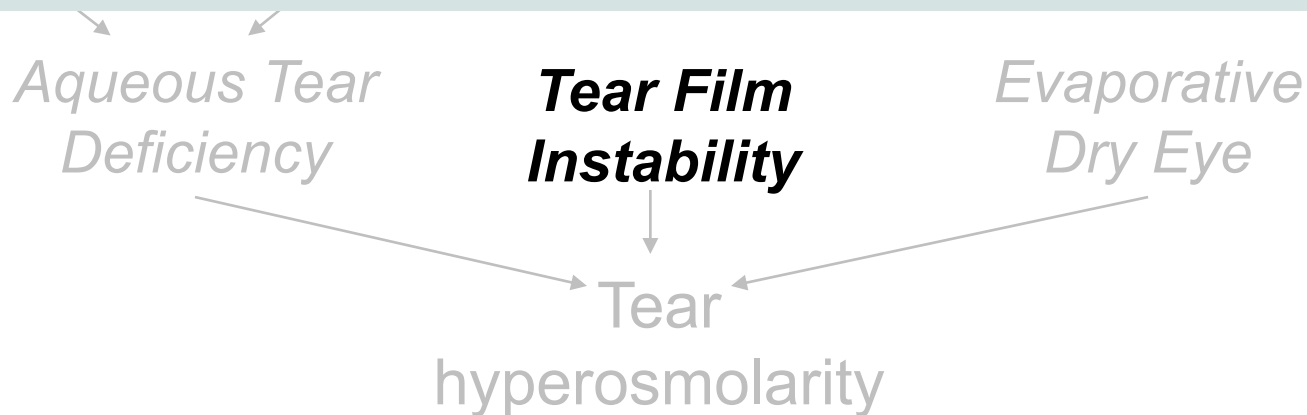 Aqueous Tear
Deficiency
Tear Film
Instability
Evaporative
Dry Eye
Tear
hyperosmolarity